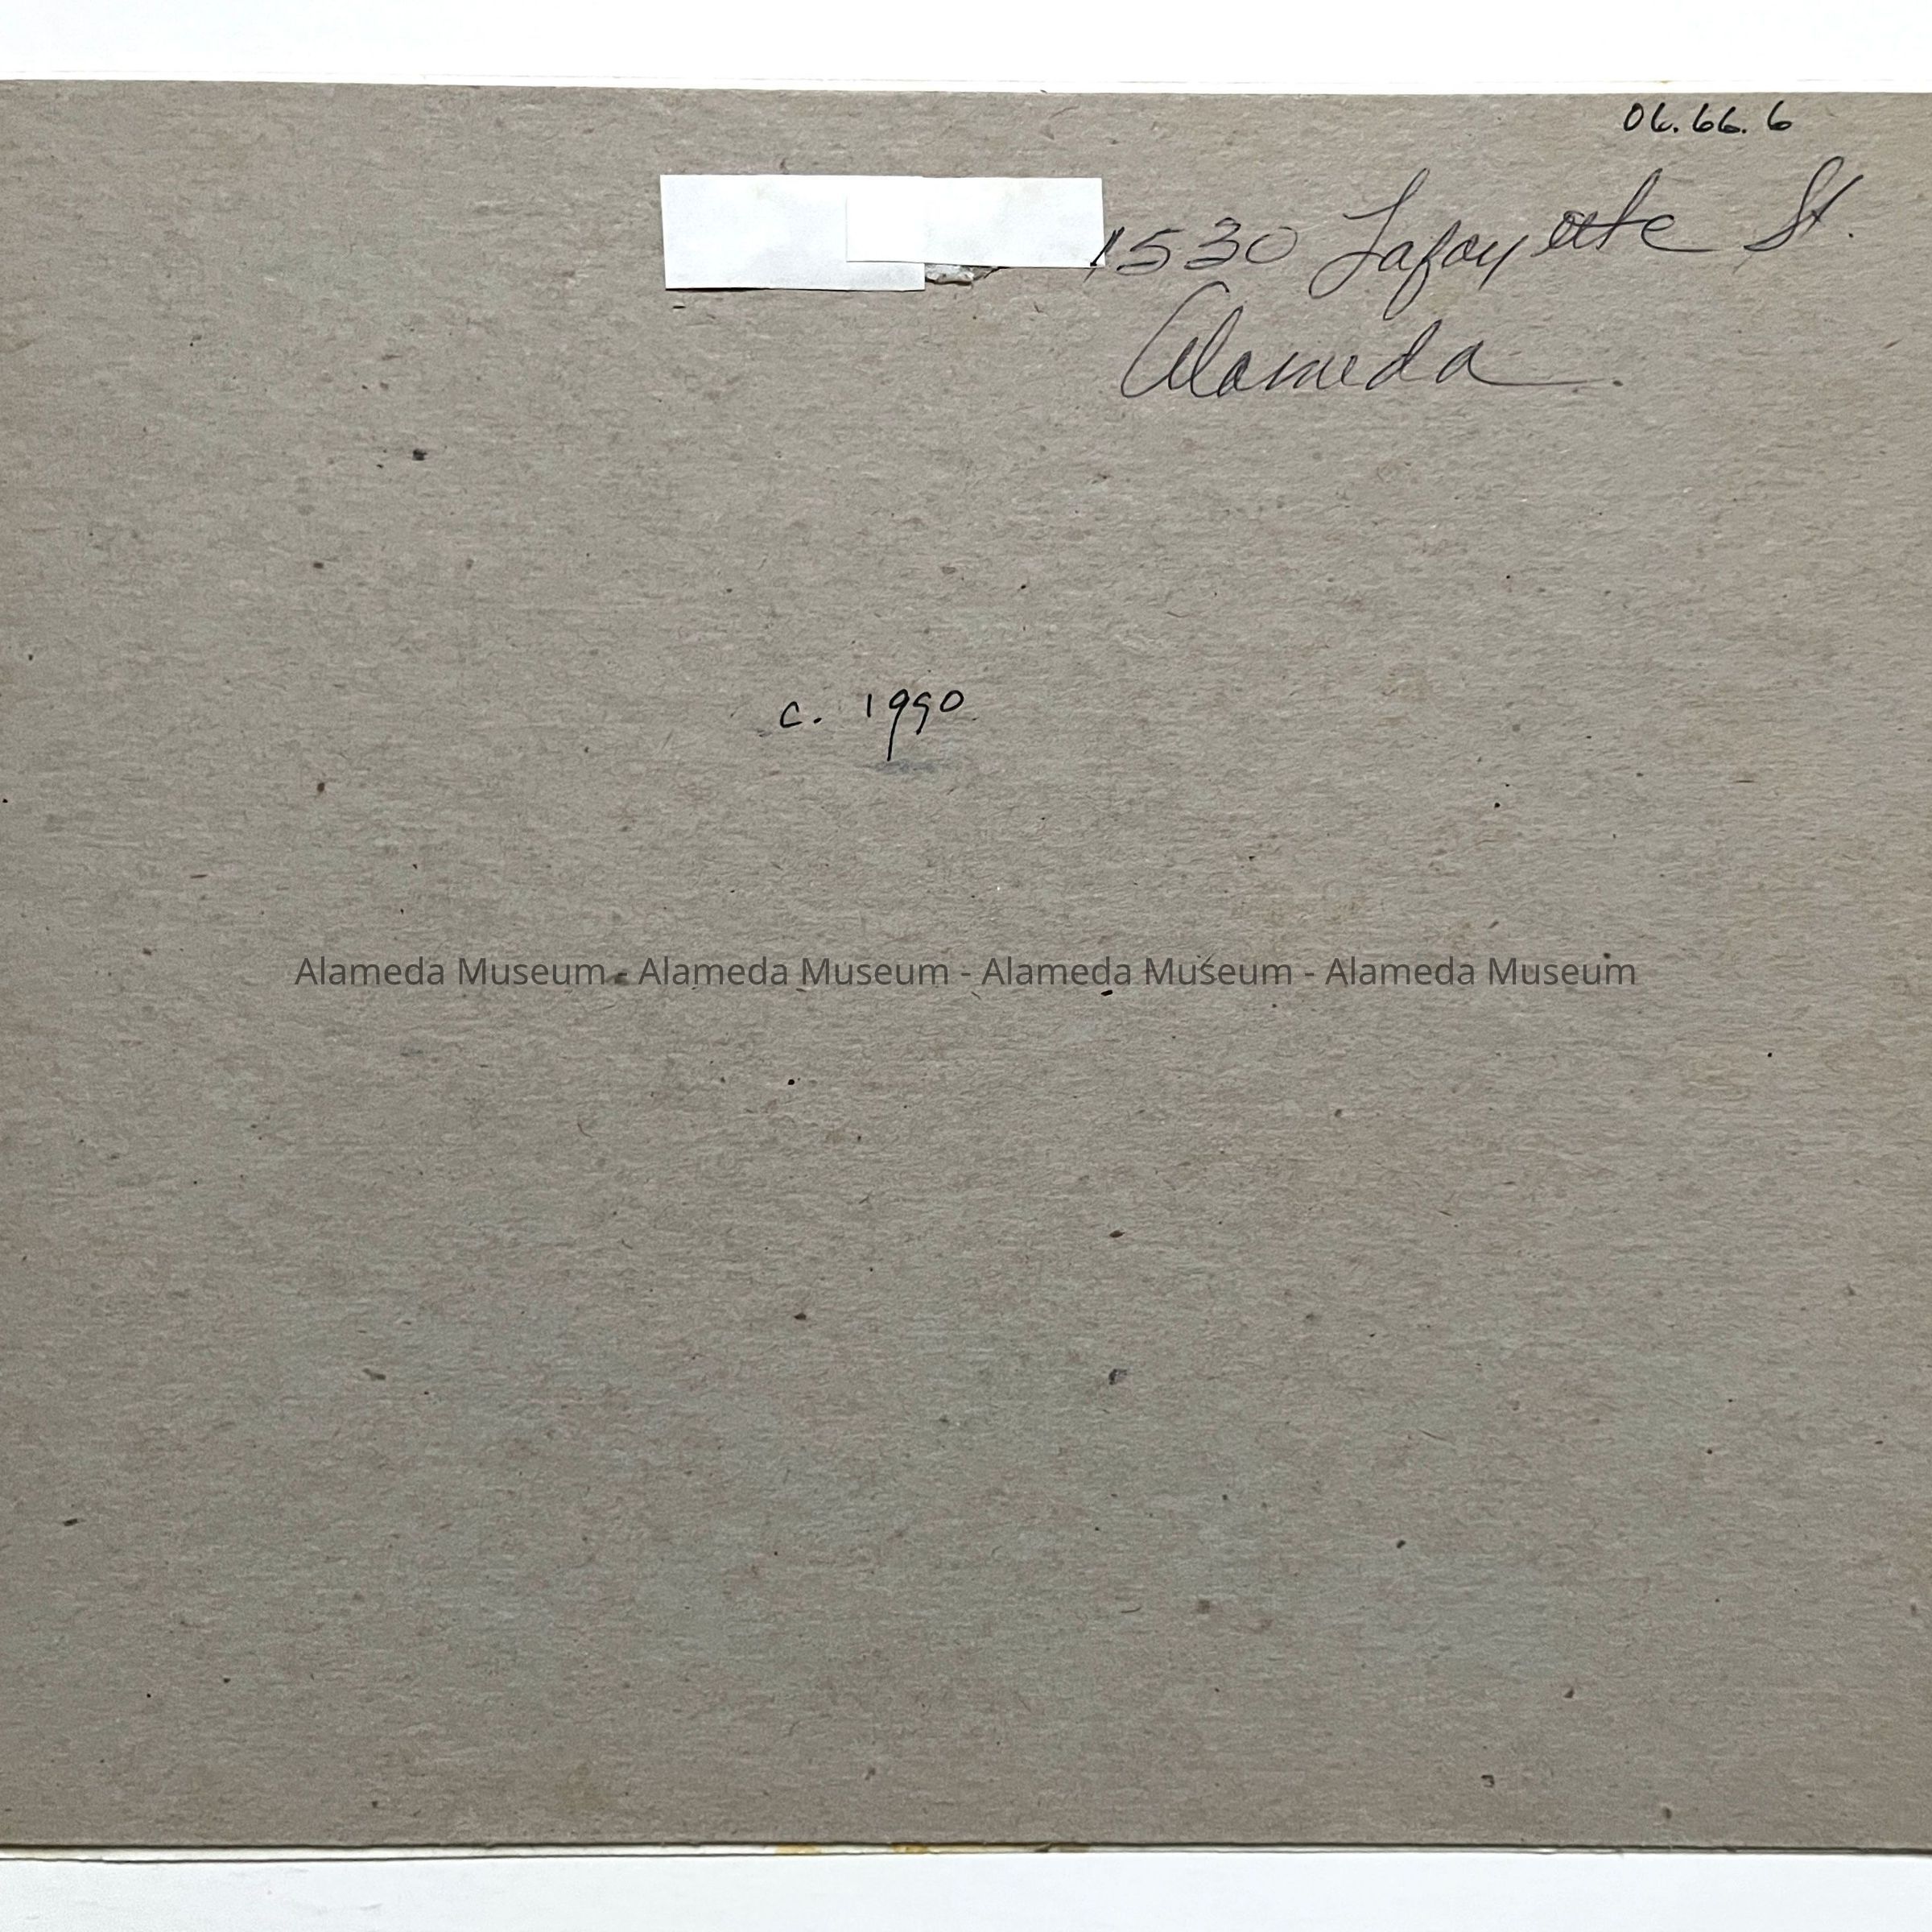 06.66.6
1530 Lafayette St.
Alameda.
c. 1990
Alameda Museum - Alameda Museum - Alameda Museum - Alameda Museum